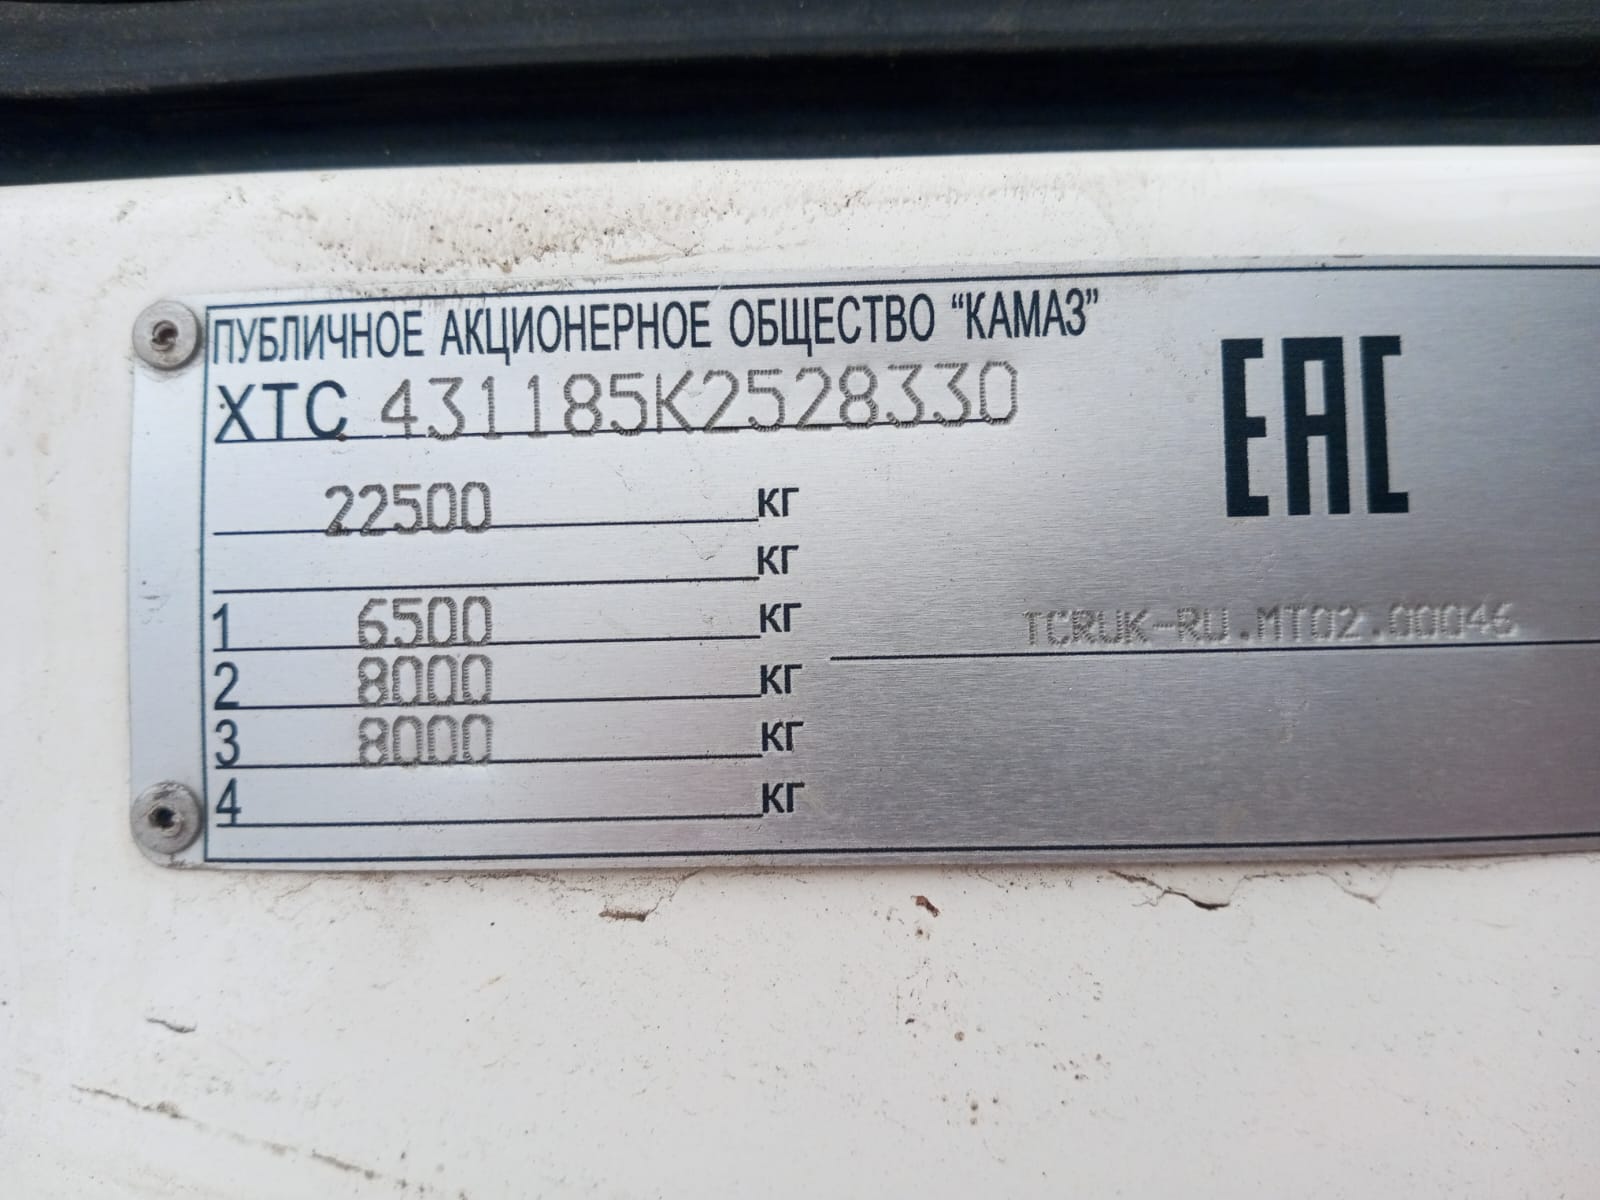 ПУБЛИЧНОЕ АКЦИОНЕРНОЕ ОБЩЕСТВО “КАМАЗ”
XTC 431185K2528330
EAC
22500 кг
кг
1 6500 кг
TCRUK-RU.MT02.00046
2 8000 кг
3 8000 кг
4 кг